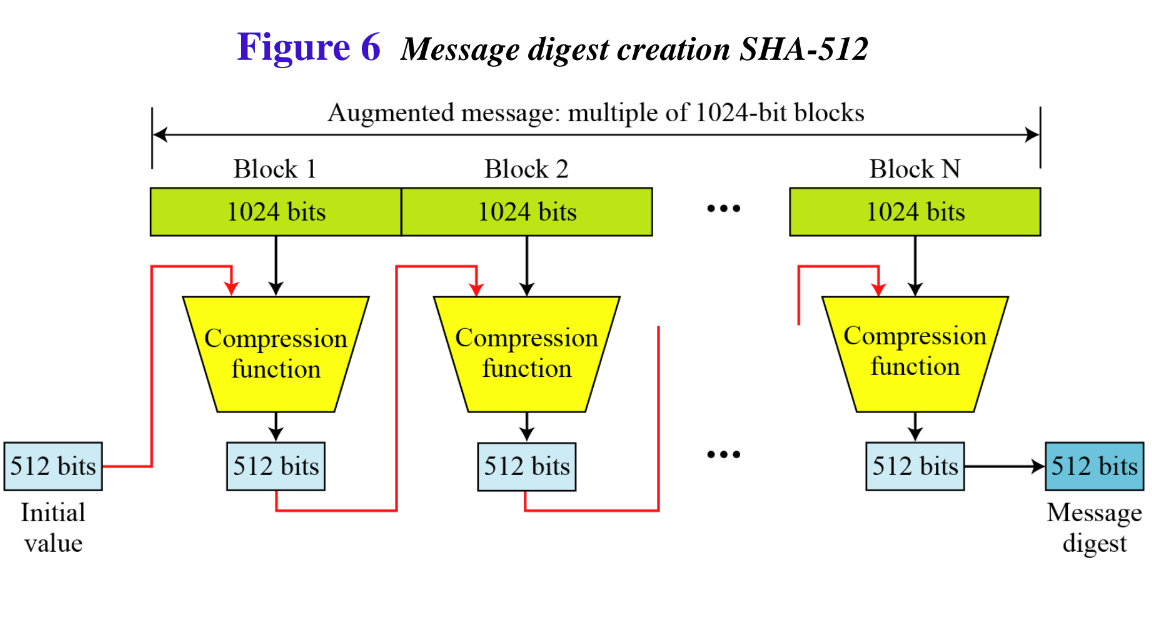 Figure 6 Message digest creation SHA-512
Augmented message: multiple of 1024-bit blocks
Block 1
Block 2
Block N
1024 bits
1024 bits
•••
1024 bits
Compression
function
Compression
function
Compression
function
512 bits
512 bits
512 bits
•••
512 bits
512 bits
Initial
value
Message
digest